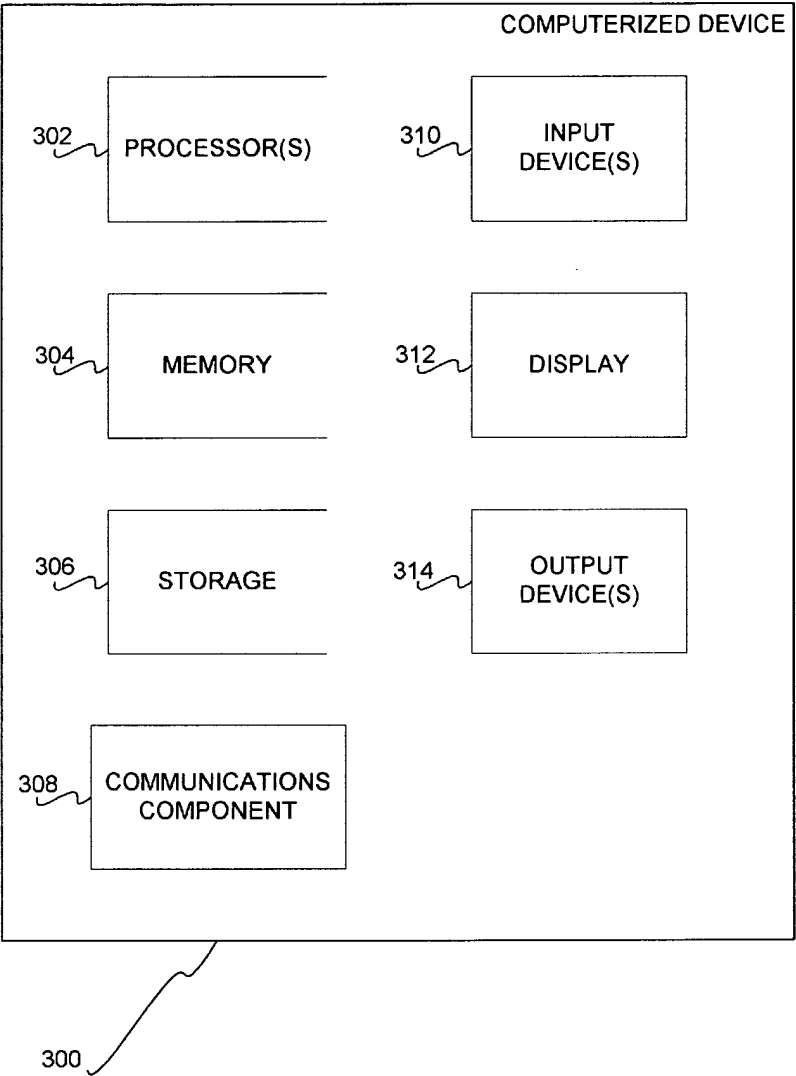 COMPUTERIZED DEVICE
302
PROCESSOR(S)
310
INPUT
DEVICE(S)
304
MEMORY
312
DISPLAY
306
STORAGE
314
OUTPUT
DEVICE(S)
308
COMMUNICATIONS
COMPONENT
300